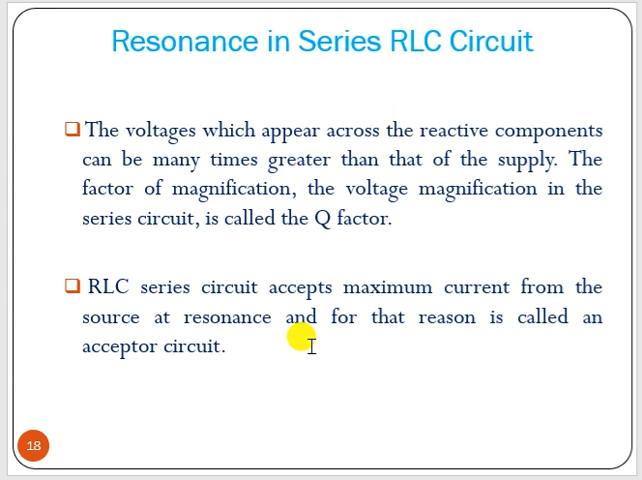 Resonance in Series RLC Circuit
The voltages which appear across the reactive components
can be many times greater than that of the supply. The
factor of magnification, the voltage magnification in the
series circuit, is called the Q factor.
RLC series circuit accepts maximum current from the
source at resonance and for that reason is called an
acceptor circuit.
18